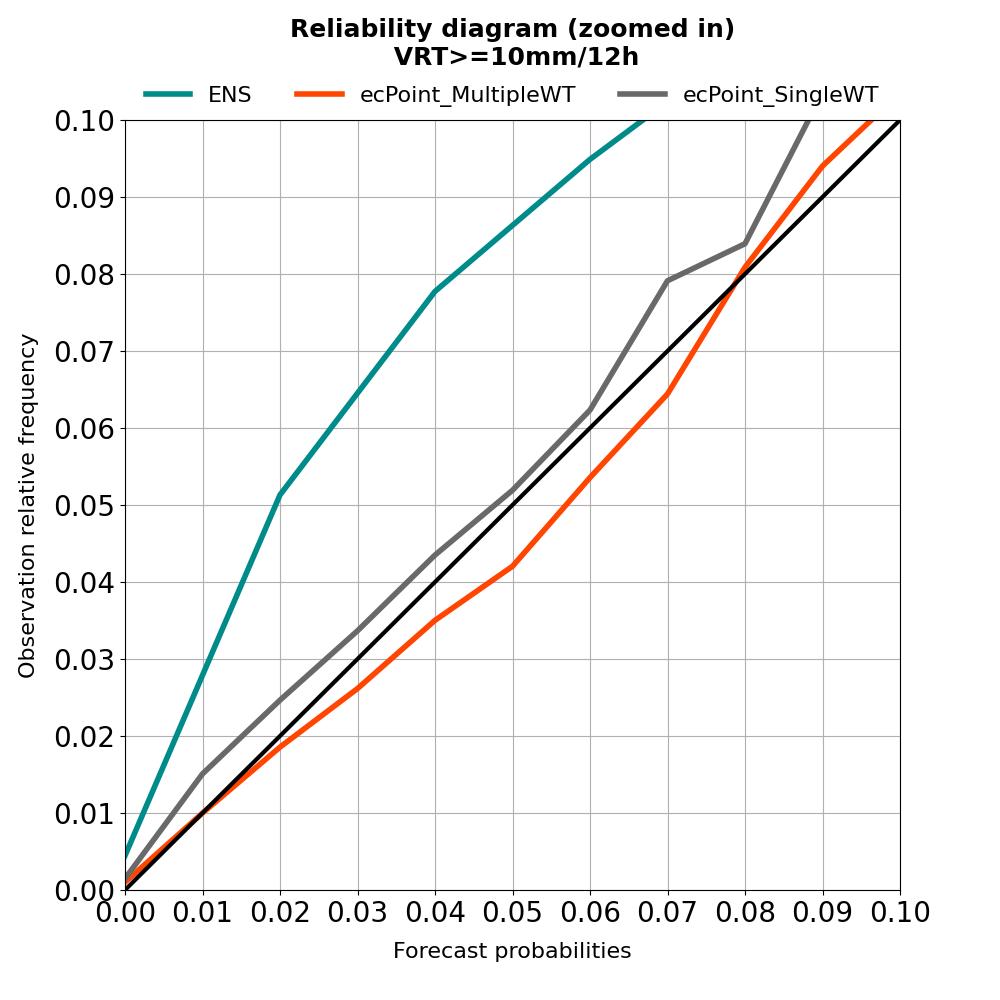 Reliability diagram (zoomed in)
VRT>=10mm/12h
ENS ecPoint_MultipleWT ecPoint_SingleWT
0.10
0.09
0.08
0.07
0.06
0.05
0.04
0.03
0.02
0.01
0.00
Observation relative frequency
0.00 0.01 0.02 0.03 0.04 0.05 0.06 0.07 0.08 0.09 0.10
Forecast probabilities